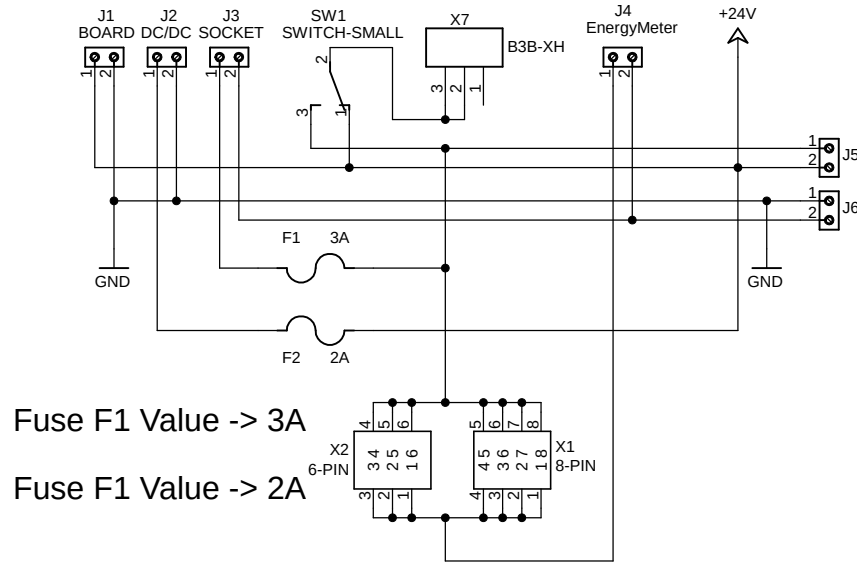 J1
BOARD
1
2
J2
DC/DC
1
2
J3
SOCKET
1
2
SW1
SWITCH-SMALL
2
3
1
X7
B3B-XH
3
2
1
J4
EnergyMeter
1
2
+24V
1
2
J5
1
2
J6
GND
GND
F1 3A
F2 2A
Fuse F1 Value -> 3A
Fuse F1 Value -> 2A
X2
6-PIN
4
5
6
3 4
2 5
1 6
3
2
1
X1
8-PIN
5
6
7
8
4 5
3 6
2 7
1 8
4
3
2
1